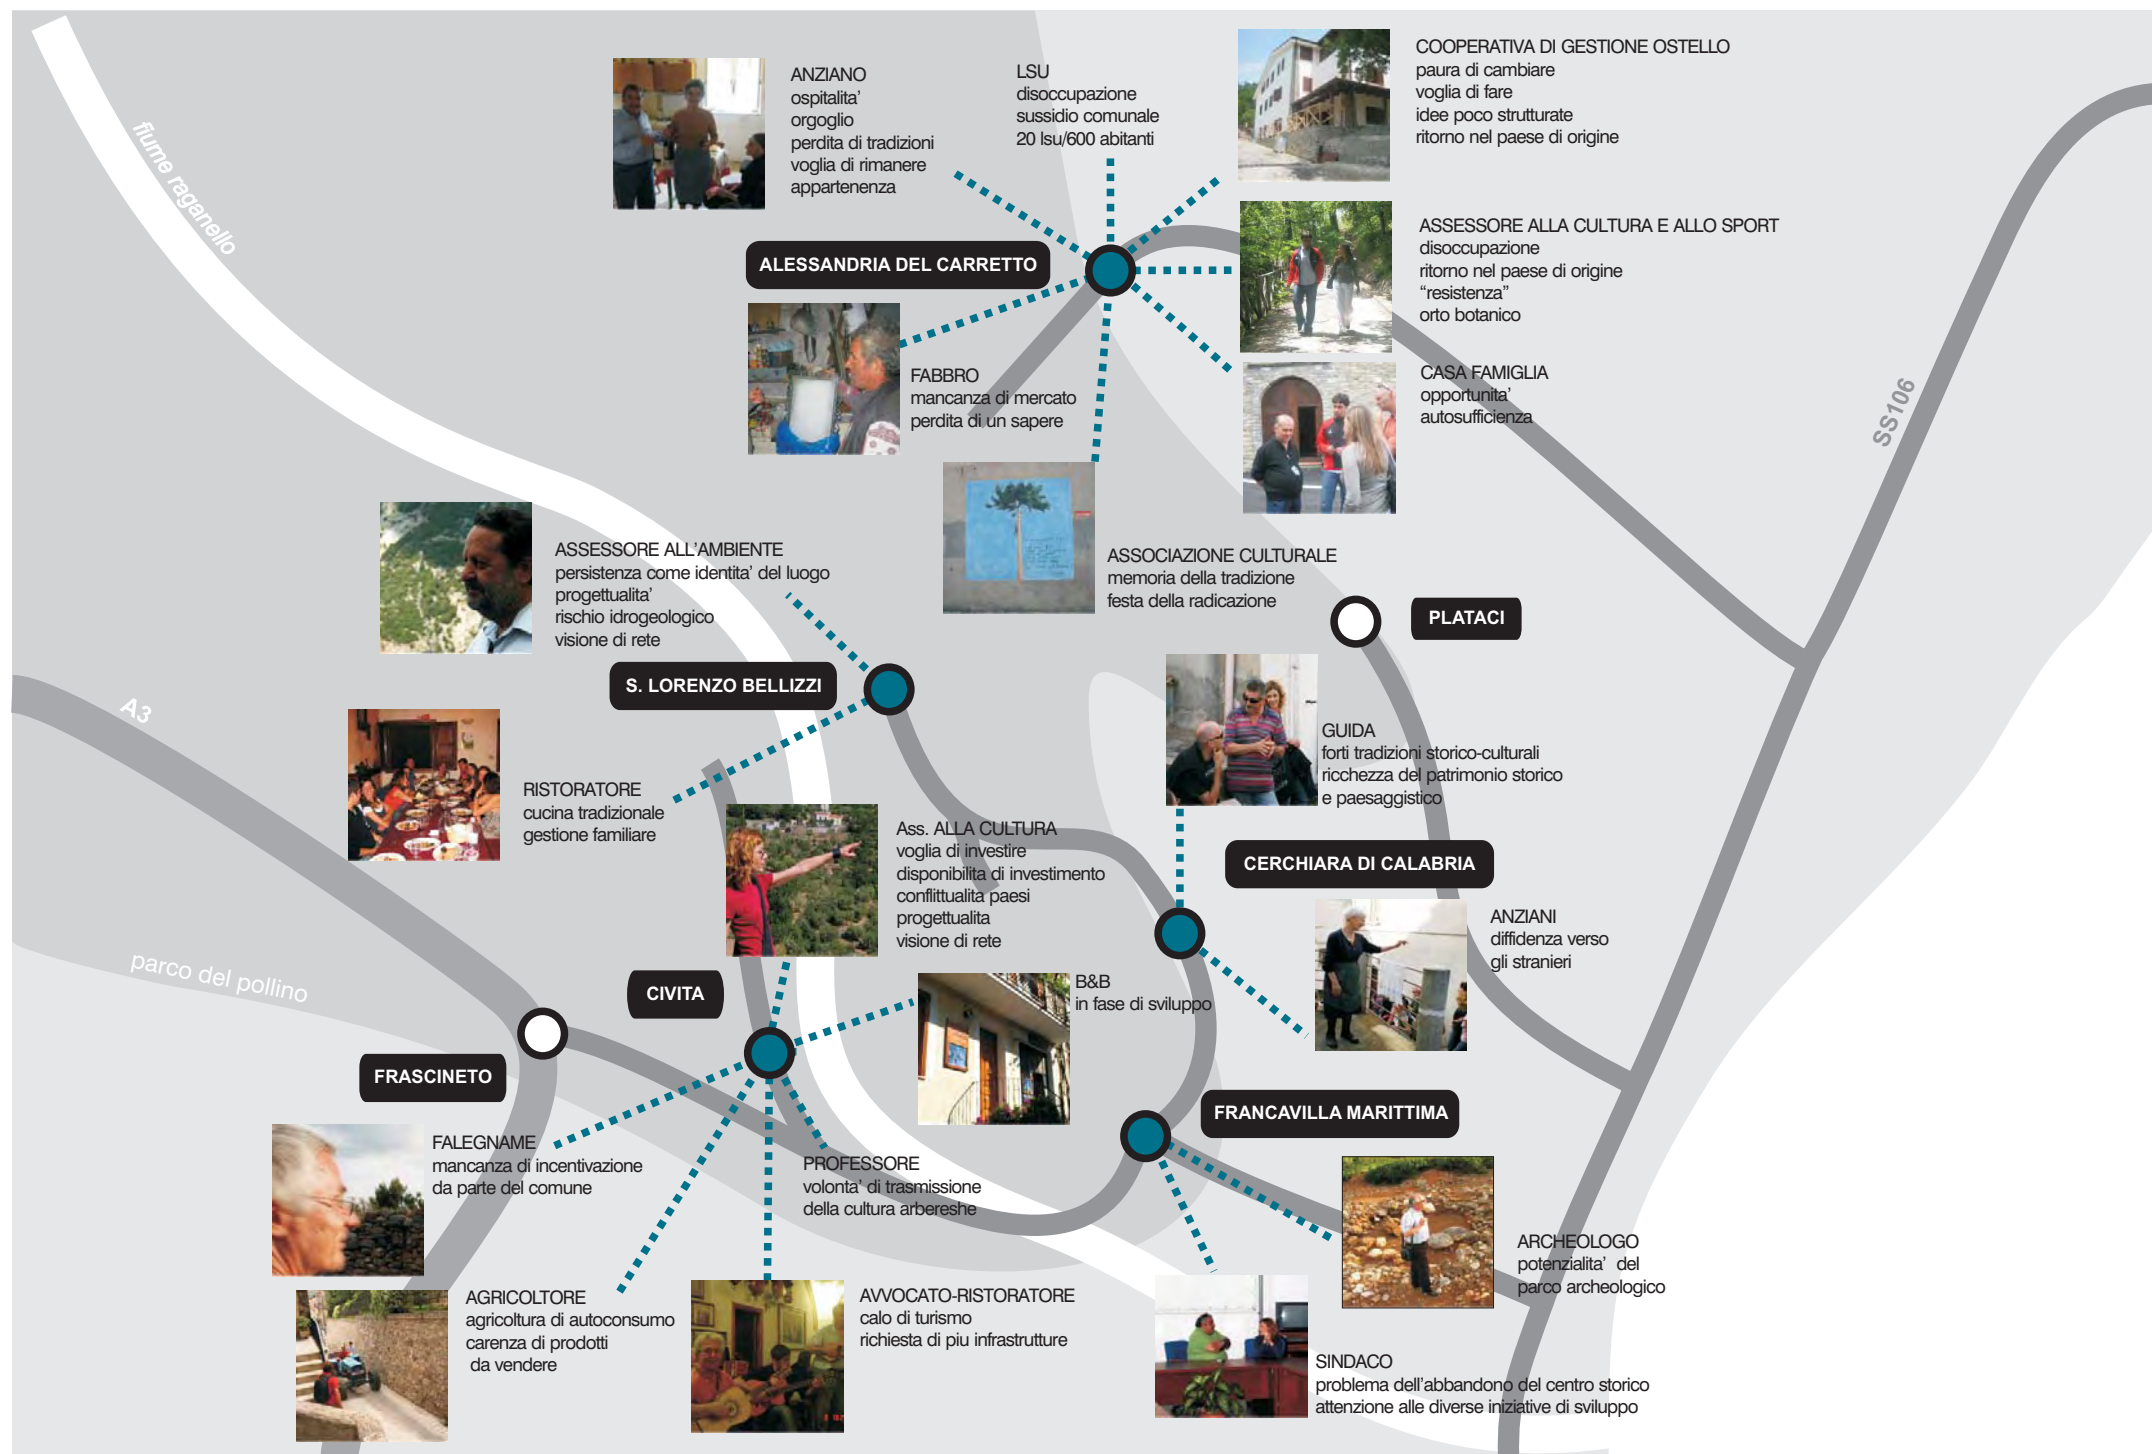 ANZIANO
ospitalita'
orgoglio
perdita di tradizioni
voglia di rimanere
appartenenza
LSU
disoccupazione
sussidio comunale
20 lsu/600 abitanti
COOPERATIVA DI GESTIONE OSTELLO
paura di cambiare
voglia di fare
idee poco strutturate
ritorno nel paese di origine
fiume raganello
ASSESSORE ALLA CULTURA E ALLO SPORT
disoccupazione
ritorno nel paese di origine
“resistenza”
orto botanico
ALESSANDRIA DEL CARRETTO
FABBRO
mancanza di mercato
perdita di un sapere
CASA FAMIGLIA
opportunita'
autosufficienza
SS106
ASSESSORE ALL'AMBIENTE
persistenza come identita' del luogo
progettualita'
rischio idrogeologico
visione di rete
ASSOCIAZIONE CULTURALE
memoria della tradizione
festa della radicazione
PLATACI
S. LORENZO BELLIZZI
A3
GUIDA
forti tradizioni storico-culturali
ricchezza del patrimonio storico
e paesaggistico
RISTORATORE
cucina tradizionale
gestione familiare
Ass. ALLA CULTURA
voglia di investire
disponibilita di investimento
conflittualita paesi
progettualita
visione di rete
CERCHIARA DI CALABRIA
ANZIANI
diffidenza verso
gli stranieri
parco del pollino
CIVITA
B&B
in fase di sviluppo
FRASCINETO
FRANCAVILLA MARITTIMA
FALEGNAME
mancanza di incentivazione
da parte del comune
PROFESSORE
volonta' di trasmissione
della cultura arbereshe
ARCHEOLOGO
potenzialita' del
parco archeologico
AGRICOLTORE
agricoltura di autoconsumo
carenza di prodotti
da vendere
AVVOCATO-RISTORATORE
calo di turismo
richiesta di piu infrastrutture
SINDACO
problema dell'abbandono del centro storico
attenzione alle diverse iniziative di sviluppo